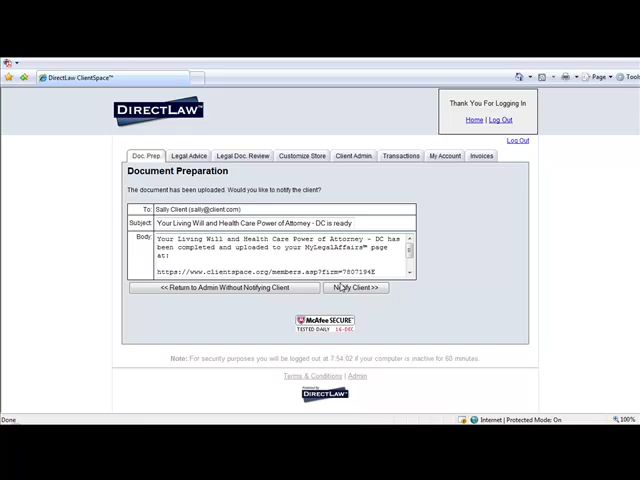 DirectLaw ClientSpace™
Page
Tools
DIRECTLAW™
Thank You For Logging In
Home | Log Out
Log Out
Doc. Prep.
Legal Advice
Legal Doc. Review
Customize Store
Client Admin.
Transactions
My Account
Invoices
Document Preparation
The document has been uploaded. Would you like to notify the client?
To: Sally Client (sally@client.com)
Subject: Your Living Will and Health Care Power of Attorney - DC is ready
Body: Your Living Will and Health Care Power of Attorney - DC has
been completed and uploaded to your MyLegalAffairs™ page
at:
https://www.clientspace.org/members.asp?firm=7807194E
<< Return to Admin Without Notifying Client
Notify Client >>
McAfee SECURE™
TESTED DAILY 16-DEC
Note: For security purposes you will be logged out at 7:54:02 if your computer is inactive for 60 minutes.
Terms & Conditions | Admin
DIRECTLAW
Done
Internet | Protected Mode: On
100%